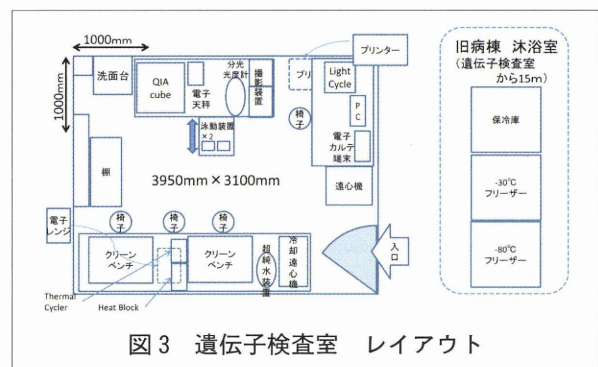 1000mm
1000mm
洗面台
QIA
cube
電子
天秤
分光
光度計
撮影
装置
プリ
プリンター
Light
Cycle
椅子
P
C
電子
カルテ
端末
泳動装置
×2
棚
3950mm×3100mm
遠心機
電子
レンジ
椅子
椅子
椅子
クリーン
ベンチ
クリーン
ベンチ
超純水装置
冷却遠心機
入口
Thermal
Cycler
Heat Block
旧病棟 沐浴室
(遺伝子検査室
から15m)
保冷庫
-30℃
フリーザー
-80℃
フリーザー
図3 遺伝子検査室 レイアウト